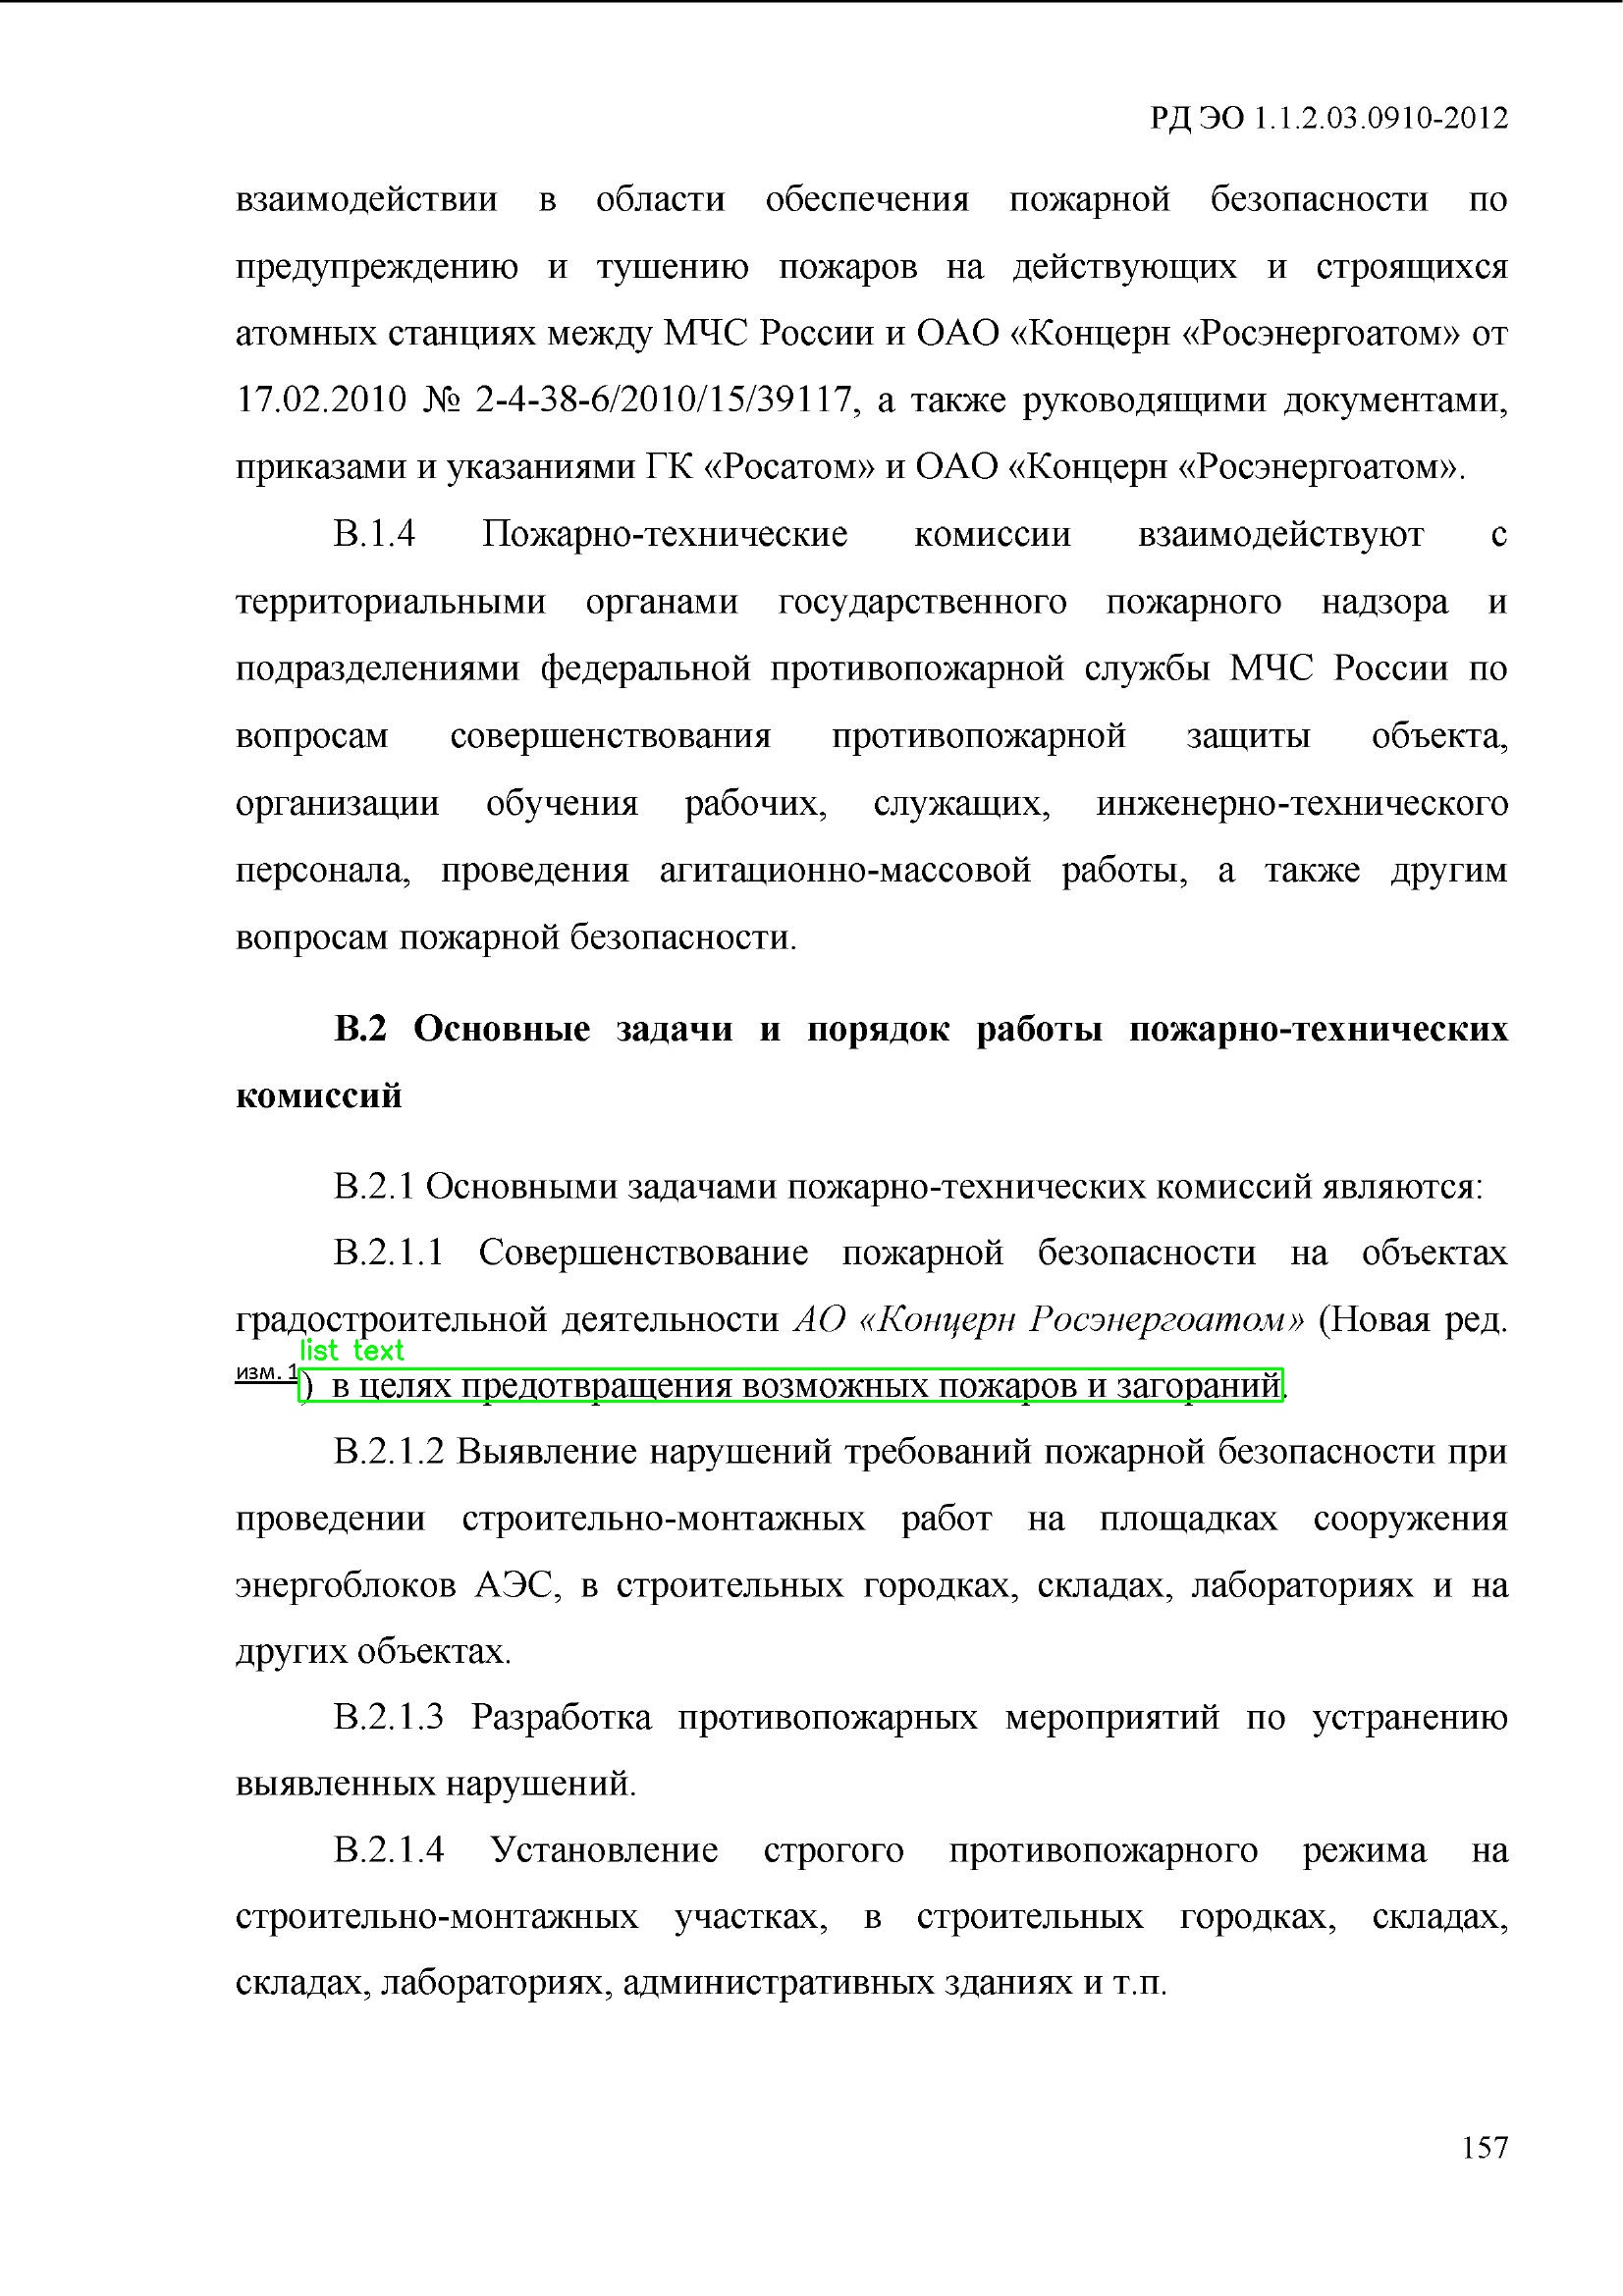 РД ЭО 1.1.2.03.0910-2012
взаимодействии в области обеспечения пожарной безопасности по
предупреждению и тушению пожаров на действующих и строящихся
атомных станциях между МЧС России и ОАО «Концерн «Росэнергоатом» от
17.02.2010 № 2-4-38-6/2010/15/39117, а также руководящими документами,
приказами и указаниями ГК «Росатом» и ОАО «Концерн «Росэнергоатом».
В.1.4 Пожарно-технические комиссии взаимодействуют с
территориальными органами государственного пожарного надзора и
подразделениями федеральной противопожарной службы МЧС России по
вопросам совершенствования противопожарной защиты объекта,
организации обучения рабочих, служащих, инженерно-технического
персонала, проведения агитационно-массовой работы, а также другим
вопросам пожарной безопасности.
В.2 Основные задачи и порядок работы пожарно-технических
комиссий
В.2.1 Основными задачами пожарно-технических комиссий являются:
В.2.1.1 Совершенствование пожарной безопасности на объектах
градостроительной деятельности АО «Концерн Росэнергоатом» (Новая ред.
list text
изм. 1) в целях предотвращения возможных пожаров и загораний.
В.2.1.2 Выявление нарушений требований пожарной безопасности при
проведении строительно-монтажных работ на площадках сооружения
энергоблоков АЭС, в строительных городках, складах, лабораториях и на
других объектах.
В.2.1.3 Разработка противопожарных мероприятий по устранению
выявленных нарушений.
В.2.1.4 Установление строгого противопожарного режима на
строительно-монтажных участках, в строительных городках, складах,
складах, лабораториях, административных зданиях и т.п.
157